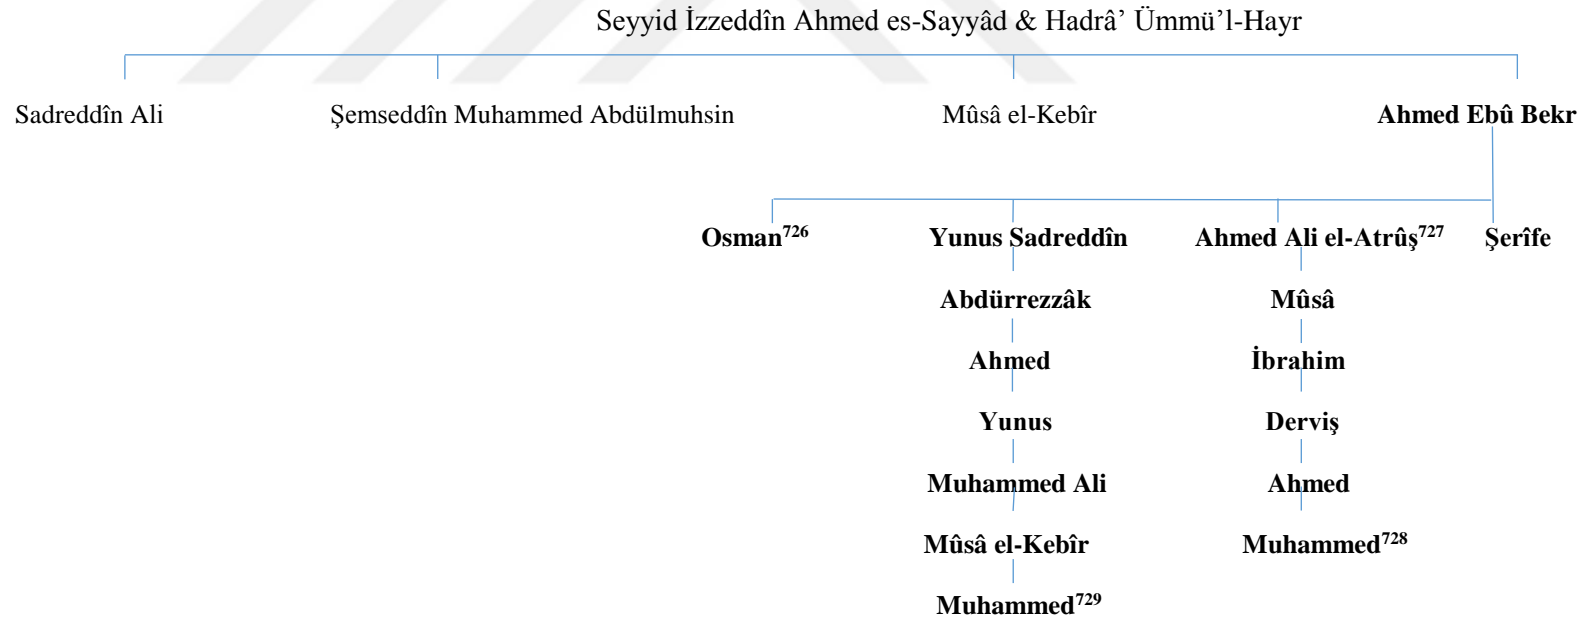 Seyyid İzzeddîn Ahmed es-Sayyâd & Hadrâ’ Ümmü’l-Hayr
Sadreddîn Ali Şemseddîn Muhammed Abdülmuhsin Mûsâ el-Kebîr Ahmed Ebû Bekr
Osman726 Yunus Sadreddîn Ahmed Ali el-Atrûş727 Şerîfe
Abdürrezzâk Mûsâ
Ahmed İbrahim
Yunus Derviş
Muhammed Ali Ahmed
Mûsâ el-Kebîr Muhammed728
Muhammed729